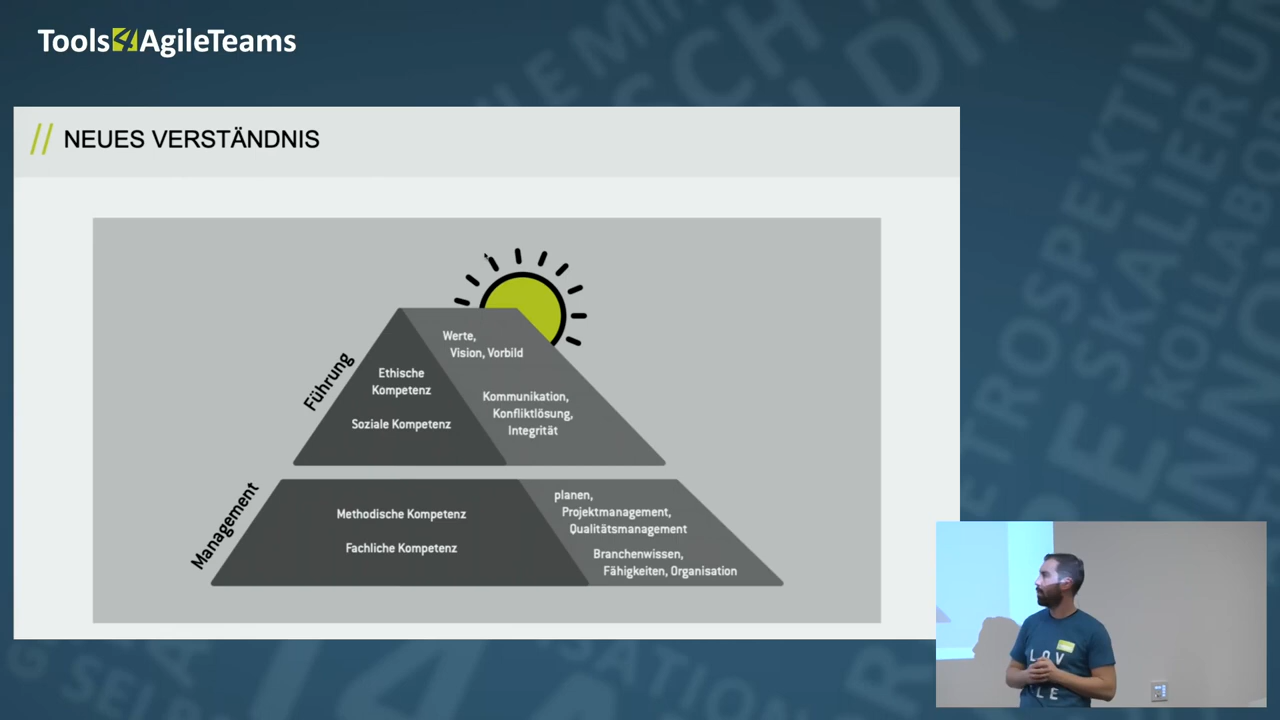 Tools4AgileTeams
// NEUES VERSTÄNDNIS
Führung
Ethische
Kompetenz
Soziale Kompetenz
Werte,
Vision, Vorbild
Kommunikation,
Konfliktlösung,
Integrität
Management
Methodische Kompetenz
Fachliche Kompetenz
planen,
Projektmanagement,
Qualitätsmanagement
Branchenwissen,
Fähigkeiten, Organisation